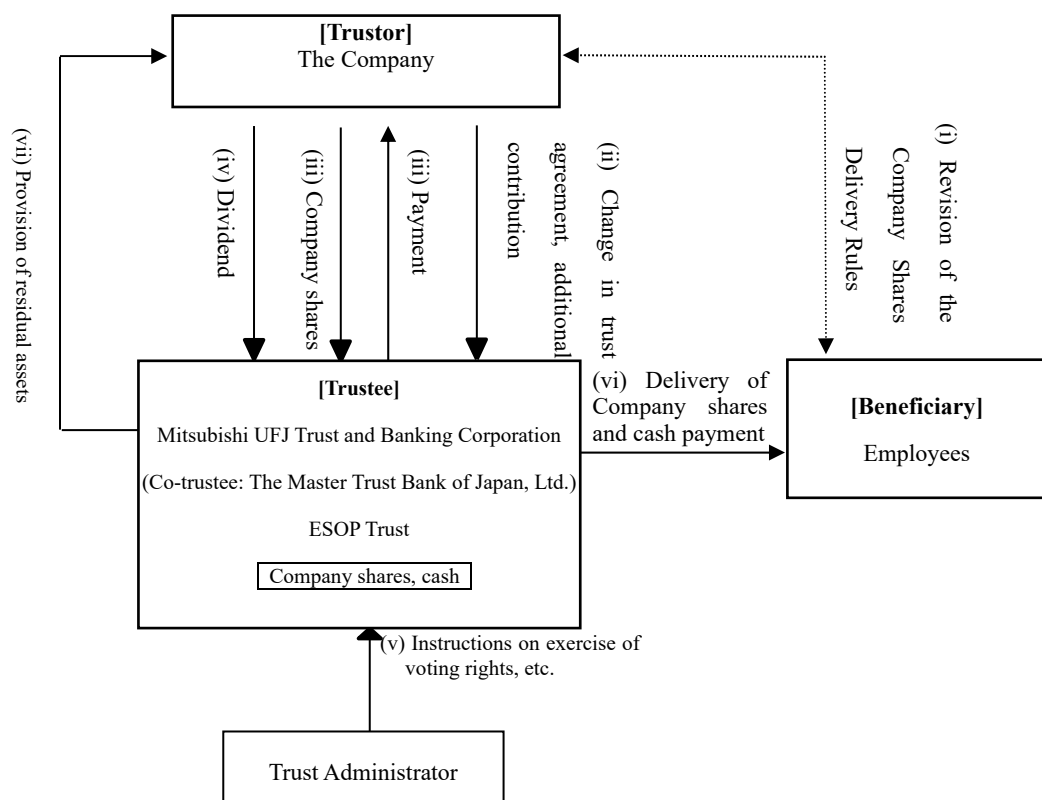 [Trustor]
The Company
(vii) Provision of residual assets
(iv) Dividend
(iii) Company shares
(iii) Payment
(ii) Change in trust
agreement, additional
contribution
(i) Revision of the
Company Shares
Delivery Rules
[Trustee]
Mitsubishi UFJ Trust and Banking Corporation
(Co-trustee: The Master Trust Bank of Japan, Ltd.)
ESOP Trust
Company shares, cash
(vi) Delivery of
Company shares
and cash payment
[Beneficiary]
Employees
(v) Instructions on exercise of
voting rights, etc.
Trust Administrator